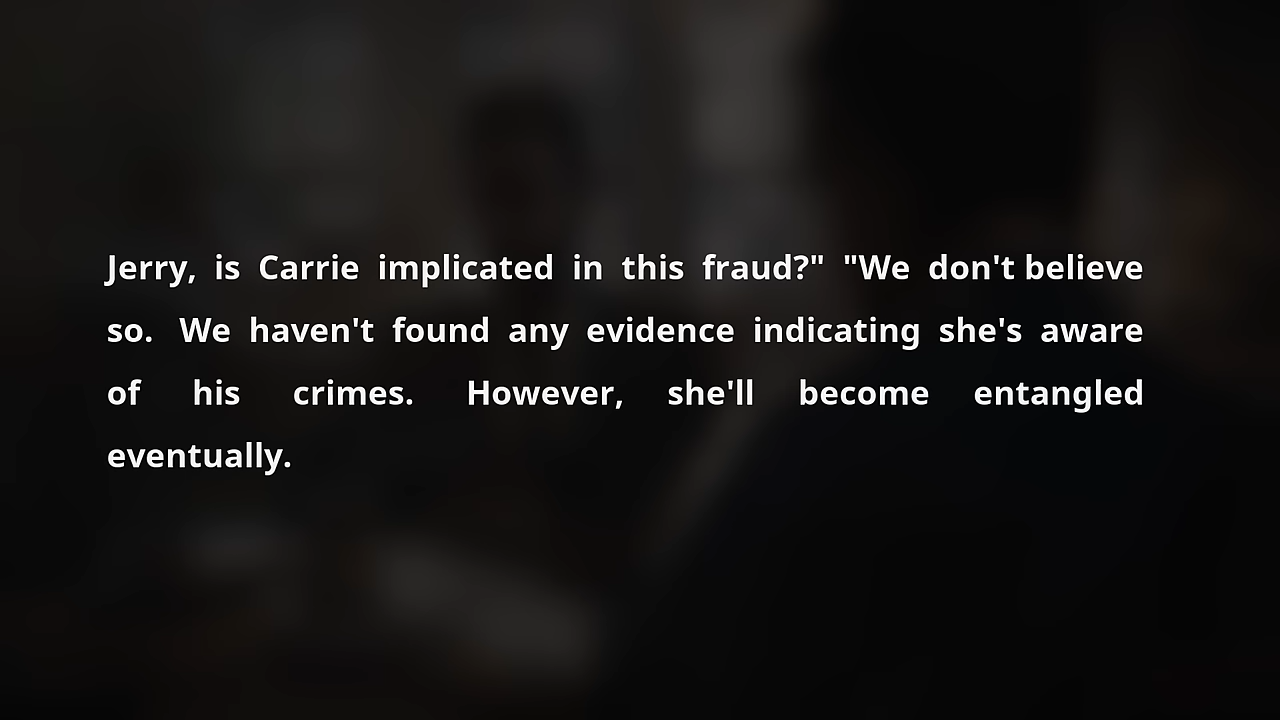 Jerry, is Carrie implicated in this fraud?" "We don't believe
so. We haven't found any evidence indicating she's aware
of his crimes. However, she'll become entangled
eventually.